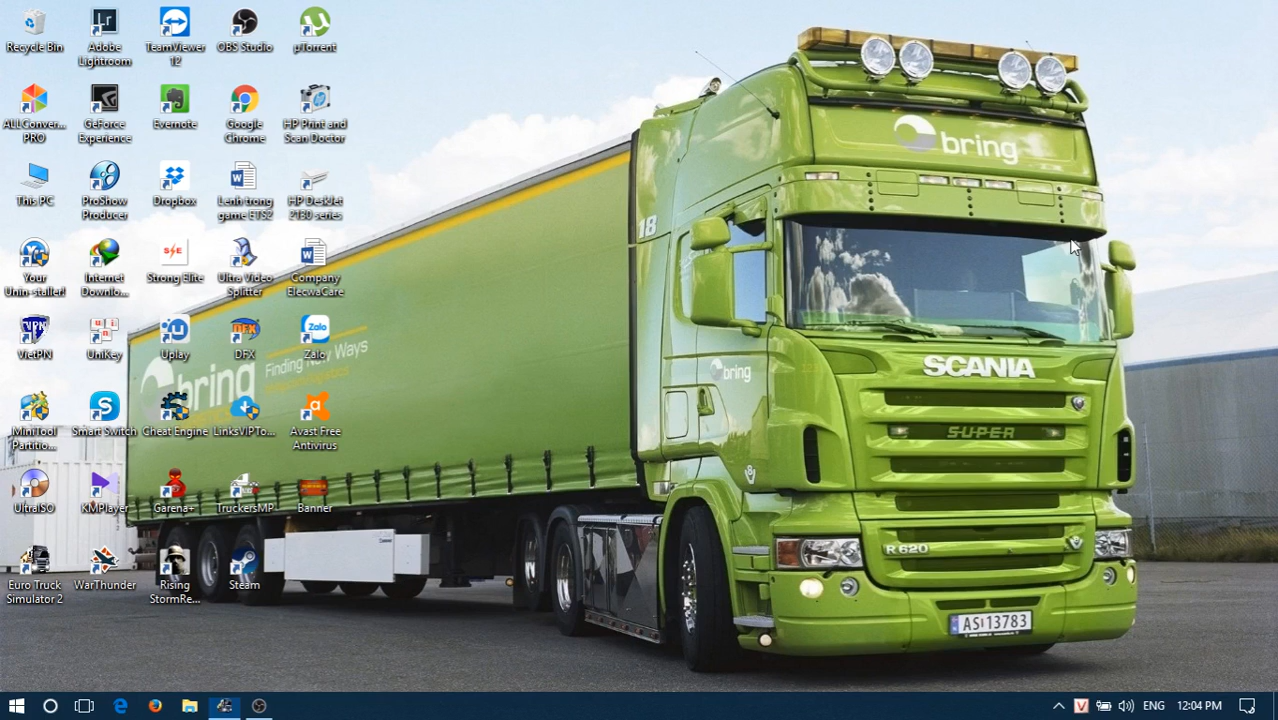 Recycle Bin
Adobe
Lightroom
TeamViewer
12
OBS Studio
µTorrent
ALL Conver...
PRO
GeForce
Experience
Evernote
Google
Chrome
HP Print and
Scan Doctor
This PC
ProShow
Producer
Dropbox
Lenh trong
game ETS2
HP DeskJet
2130 series
Your
Unin-staller!
Internet
Downlo...
Strong Elite
Ultra Video
Splitter
Company
ElecwaCare
VietPN
UniKey
Uplay
DFX
Zalo
MiniTool
Partitio...
Smart Switch
Cheat Engine
LinksVIPTo...
Avast Free
Antivirus
UltraISO
KMPlayer
Garena+
TruckersMP
Banner
Euro Truck
Simulator 2
WarThunder
Rising
StormRe...
Steam
bring
18
bring
Finding New Ways
bring
SCANIA
SUPER
R 620
AS 13783
ENG
12:04 PM